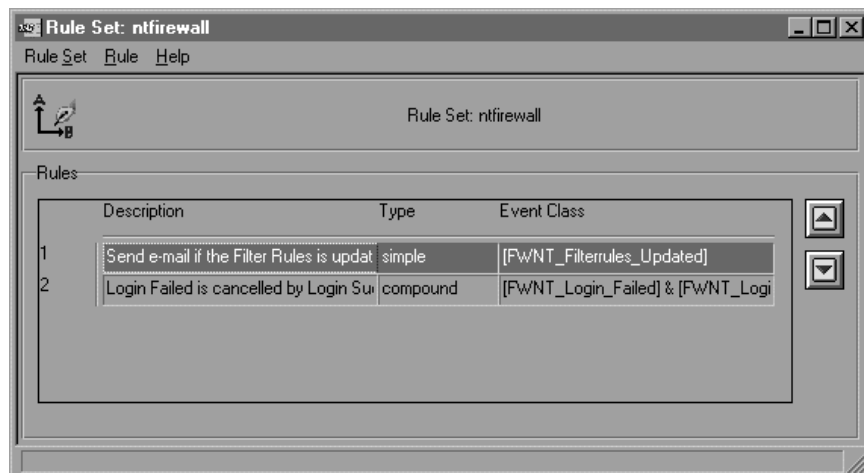 Rule Set: ntfirewall
Rule Set Rule Help
Rule Set: ntfirewall
Rules
Description Type Event Class
1 Send e-mail if the Filter Rules is updat simple [FWNT_Filterrules_Updated]
2 Login Failed is cancelled by Login Su compound [FWNT_Login_Failed] & [FWNT_Logi